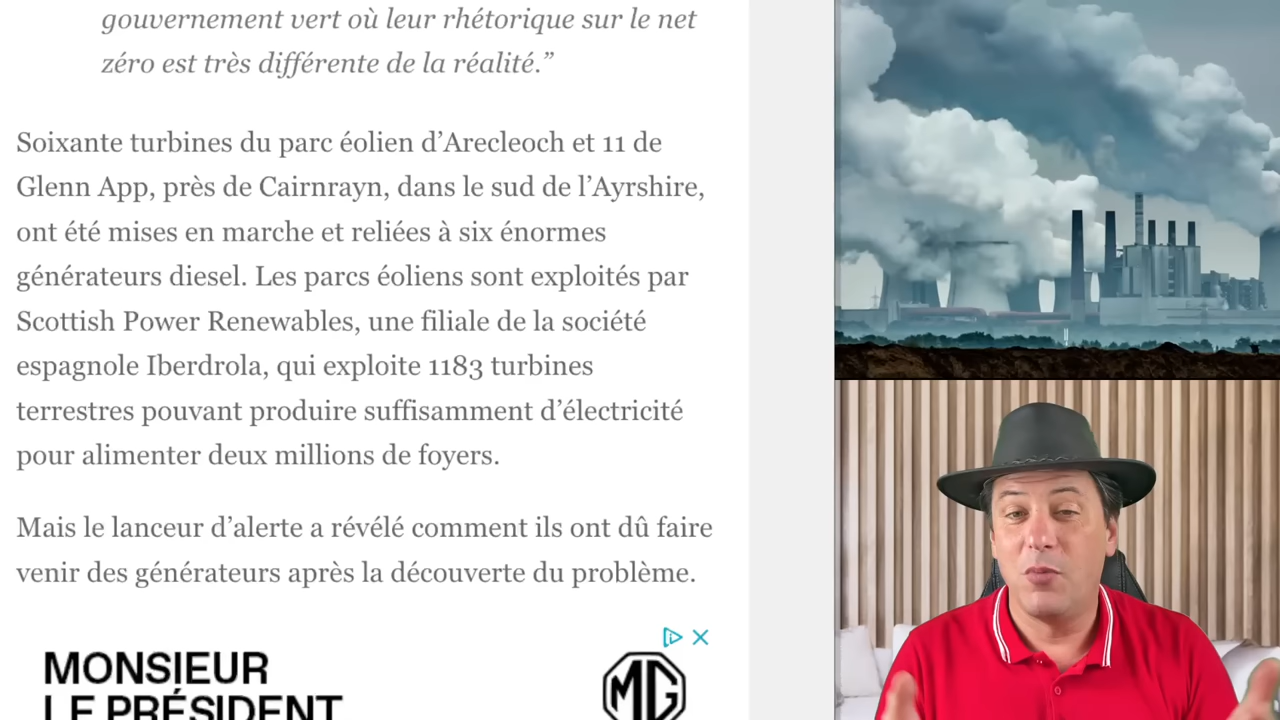 gouvernement vert où leur rhétorique sur le net
zéro est très différente de la réalité.”
Soixante turbines du parc éolien d’Arecleoch et 11 de
Glenn App, près de Cairnrayn, dans le sud de l’Ayrshire,
ont été mises en marche et reliées à six énormes
générateurs diesel. Les parcs éoliens sont exploités par
Scottish Power Renewables, une filiale de la société
espagnole Iberdrola, qui exploite 1183 turbines
terrestres pouvant produire suffisamment d’électricité
pour alimenter deux millions de foyers.
Mais le lanceur d’alerte a révélé comment ils ont dû faire
venir des générateurs après la découverte du problème.
MONSIEUR
LE PRÉSIDENT
MG